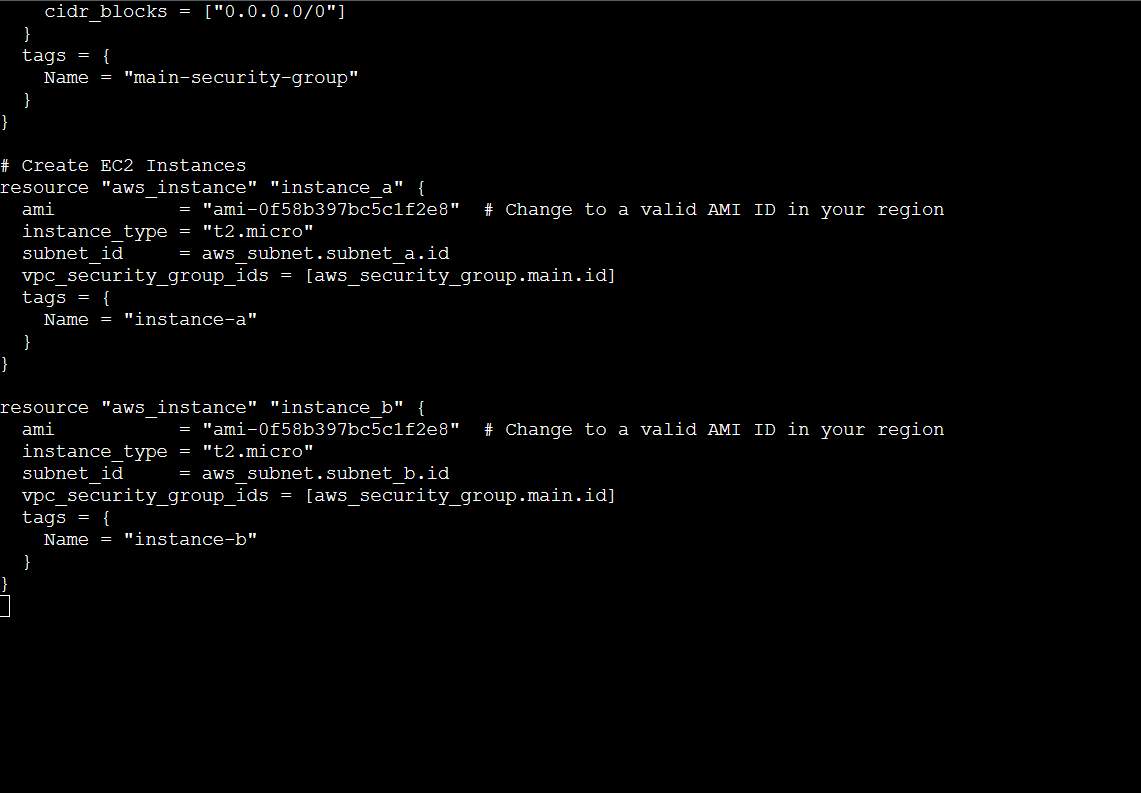 cidr_blocks = ["0.0.0.0/0"]
  }
  tags = {
    Name = "main-security-group"
  }
}

# Create EC2 Instances
resource "aws_instance" "instance_a" {
  ami           = "ami-0f58b397bc5c1f2e8"  # Change to a valid AMI ID in your region
  instance_type = "t2.micro"
  subnet_id     = aws_subnet.subnet_a.id
  vpc_security_group_ids = [aws_security_group.main.id]
  tags = {
    Name = "instance-a"
  }
}

resource "aws_instance" "instance_b" {
  ami           = "ami-0f58b397bc5c1f2e8"  # Change to a valid AMI ID in your region
  instance_type = "t2.micro"
  subnet_id     = aws_subnet.subnet_b.id
  vpc_security_group_ids = [aws_security_group.main.id]
  tags = {
    Name = "instance-b"
  }
}